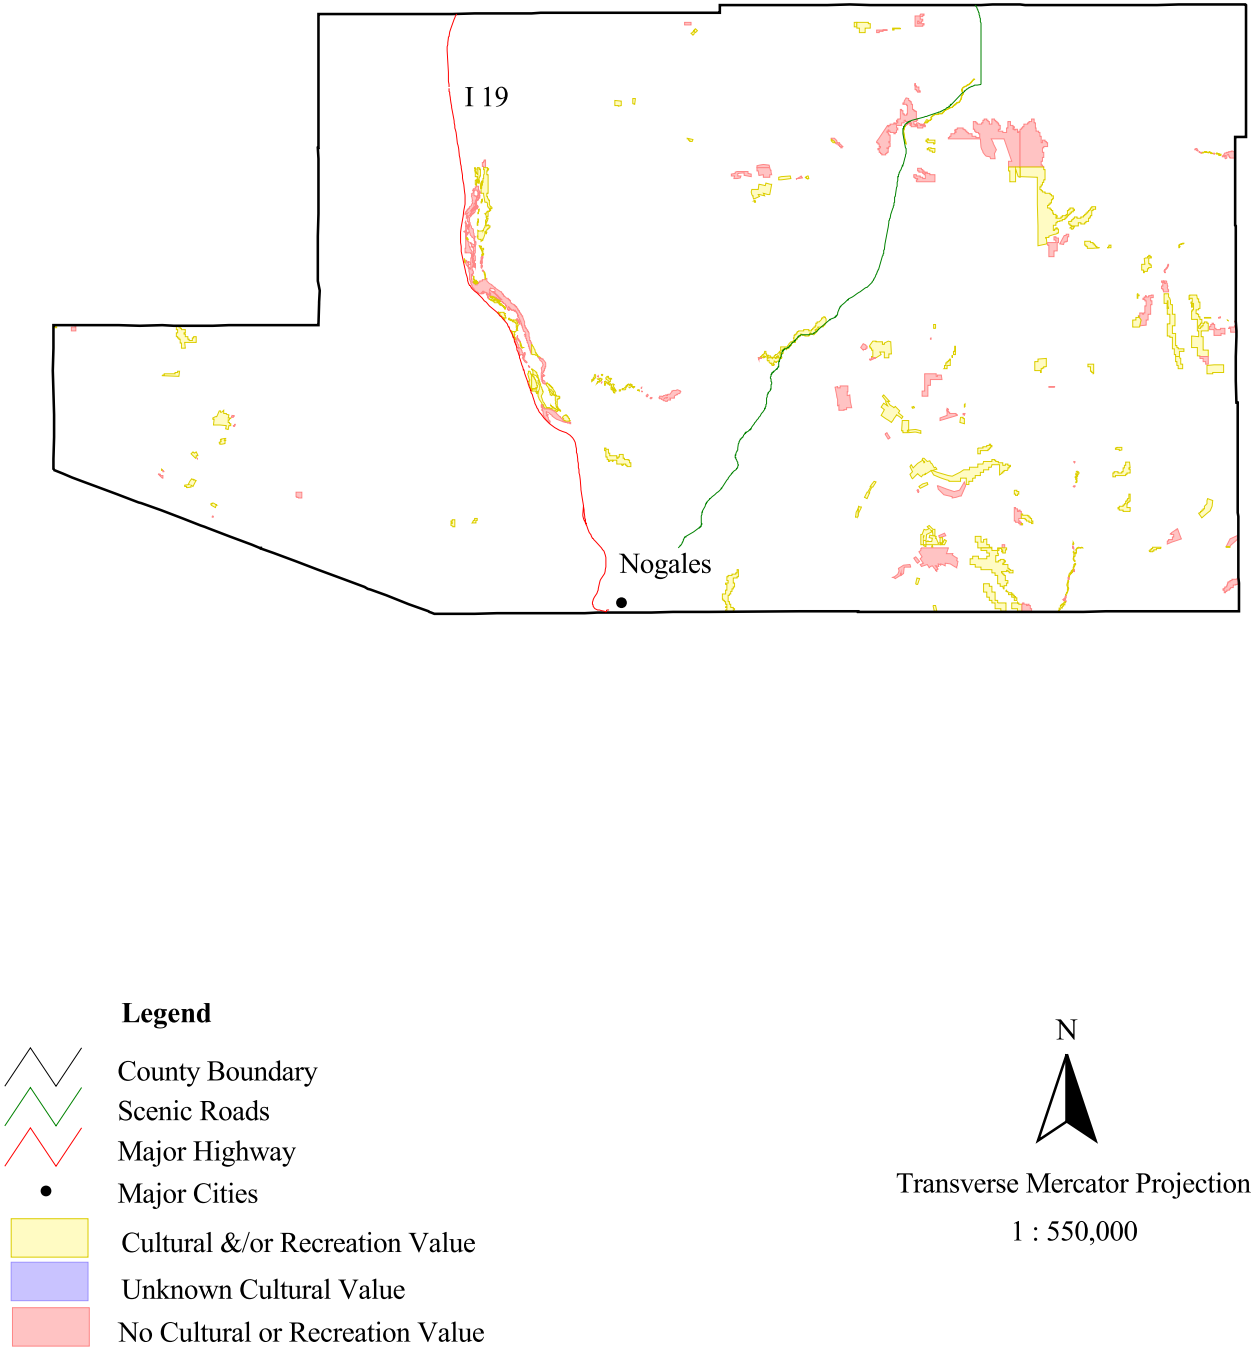 I 19
Nogales
Legend
County Boundary
Scenic Roads
Major Highway
Major Cities
Cultural &/or Recreation Value
Unknown Cultural Value
No Cultural or Recreation Value
N
Transverse Mercator Projection
1 : 550,000